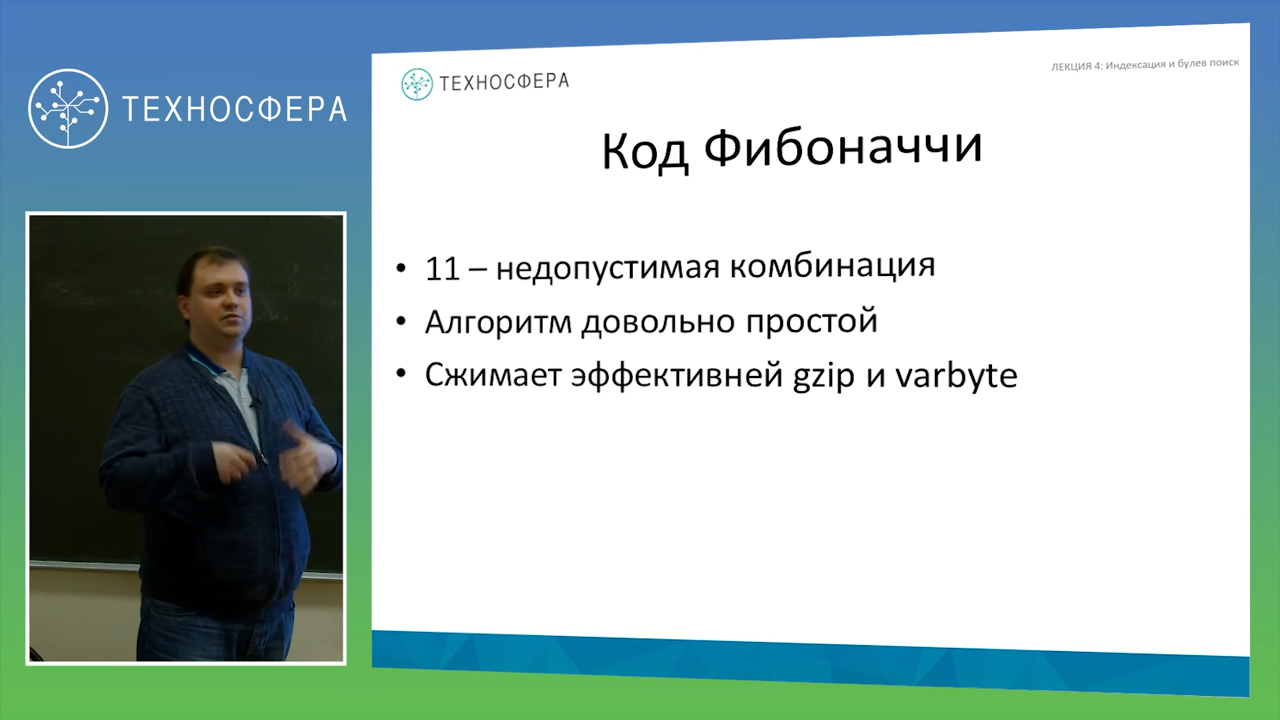 ТЕХНОСФЕРА
ТЕХНОСФЕРА
ЛЕКЦИЯ 4: Индексация и булев поиск
Код Фибоначчи
• 11 – недопустимая комбинация
• Алгоритм довольно простой
• Сжимает эффективней gzip и varbyte